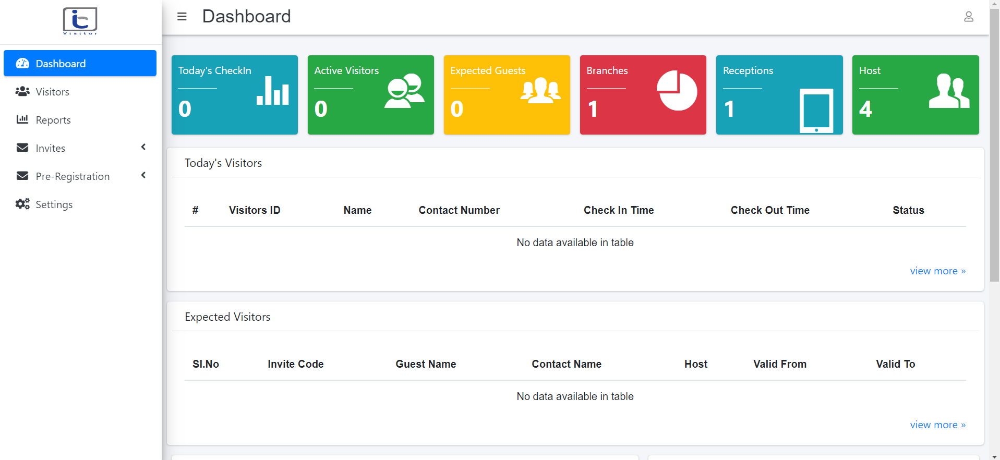 Visitor
Dashboard
Dashboard
Visitors
Reports
Invites
Pre-Registration
Settings
Today's CheckIn
0
Active Visitors
0
Expected Guests
0
Branches
1
Receptions
1
Host
4
Today's Visitors
# Visitors ID Name Contact Number Check In Time Check Out Time Status
No data available in table
view more »
Expected Visitors
Sl.No Invite Code Guest Name Contact Name Host Valid From Valid To
No data available in table
view more »